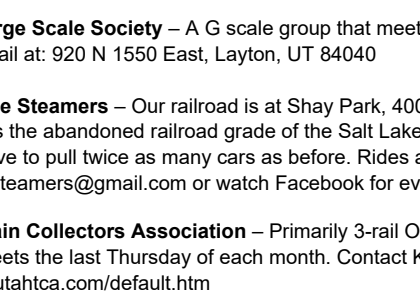 rge Scale Society – A G scale group that meet
ail at: 920 N 1550 East, Layton, UT 84040
e Steamers – Our railroad is at Shay Park, 400
s the abandoned railroad grade of the Salt Lake
ve to pull twice as many cars as before. Rides a
teamers@gmail.com or watch Facebook for ev
ain Collectors Association – Primarily 3-rail O
eets the last Thursday of each month. Contact K
utahtca.com/default.htm